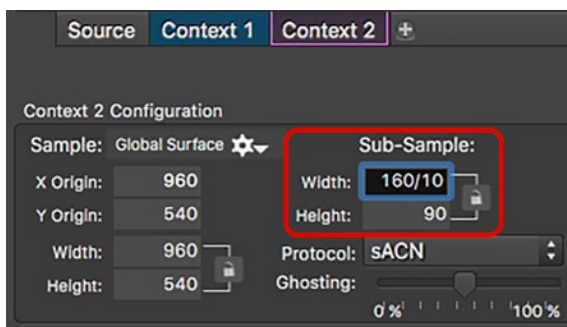 Source Context 1 Context 2 +
Context 2 Configuration
Sample: Global Surface Sub-Sample:
X Origin: 960 Width: 160/10
Y Origin: 540 Height: 90
Width: 960 Protocol: sACN
Height: 540 Ghosting:
0% 100%